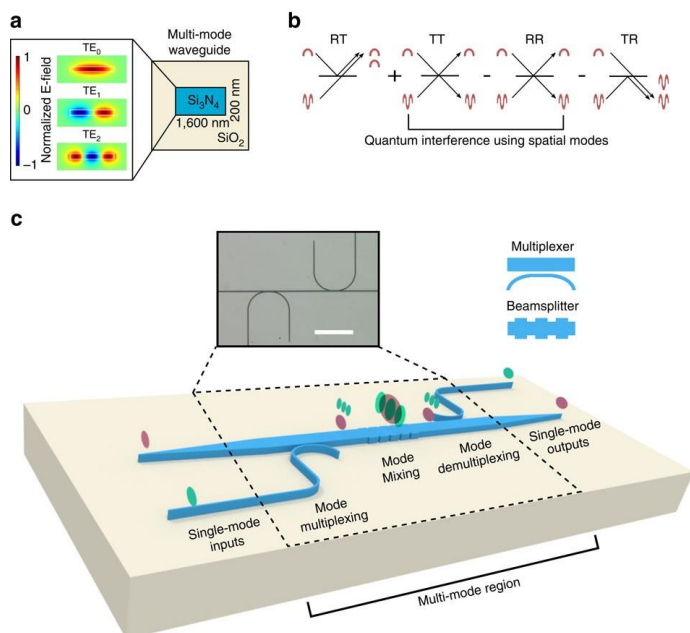 a
Multi-mode
waveguide
1
0
−1
Normalized E-field
TE0
TE1
TE2
Si3N4
200 nm
1,600 nm
SiO2
b
RT
TT
RR
TR
+
-
-
Quantum interference using spatial modes
c
Multiplexer
Beamsplitter
Single-mode
inputs
Mode
multiplexing
Mode
Mixing
Mode
demultiplexing
Single-mode
outputs
Multi-mode region